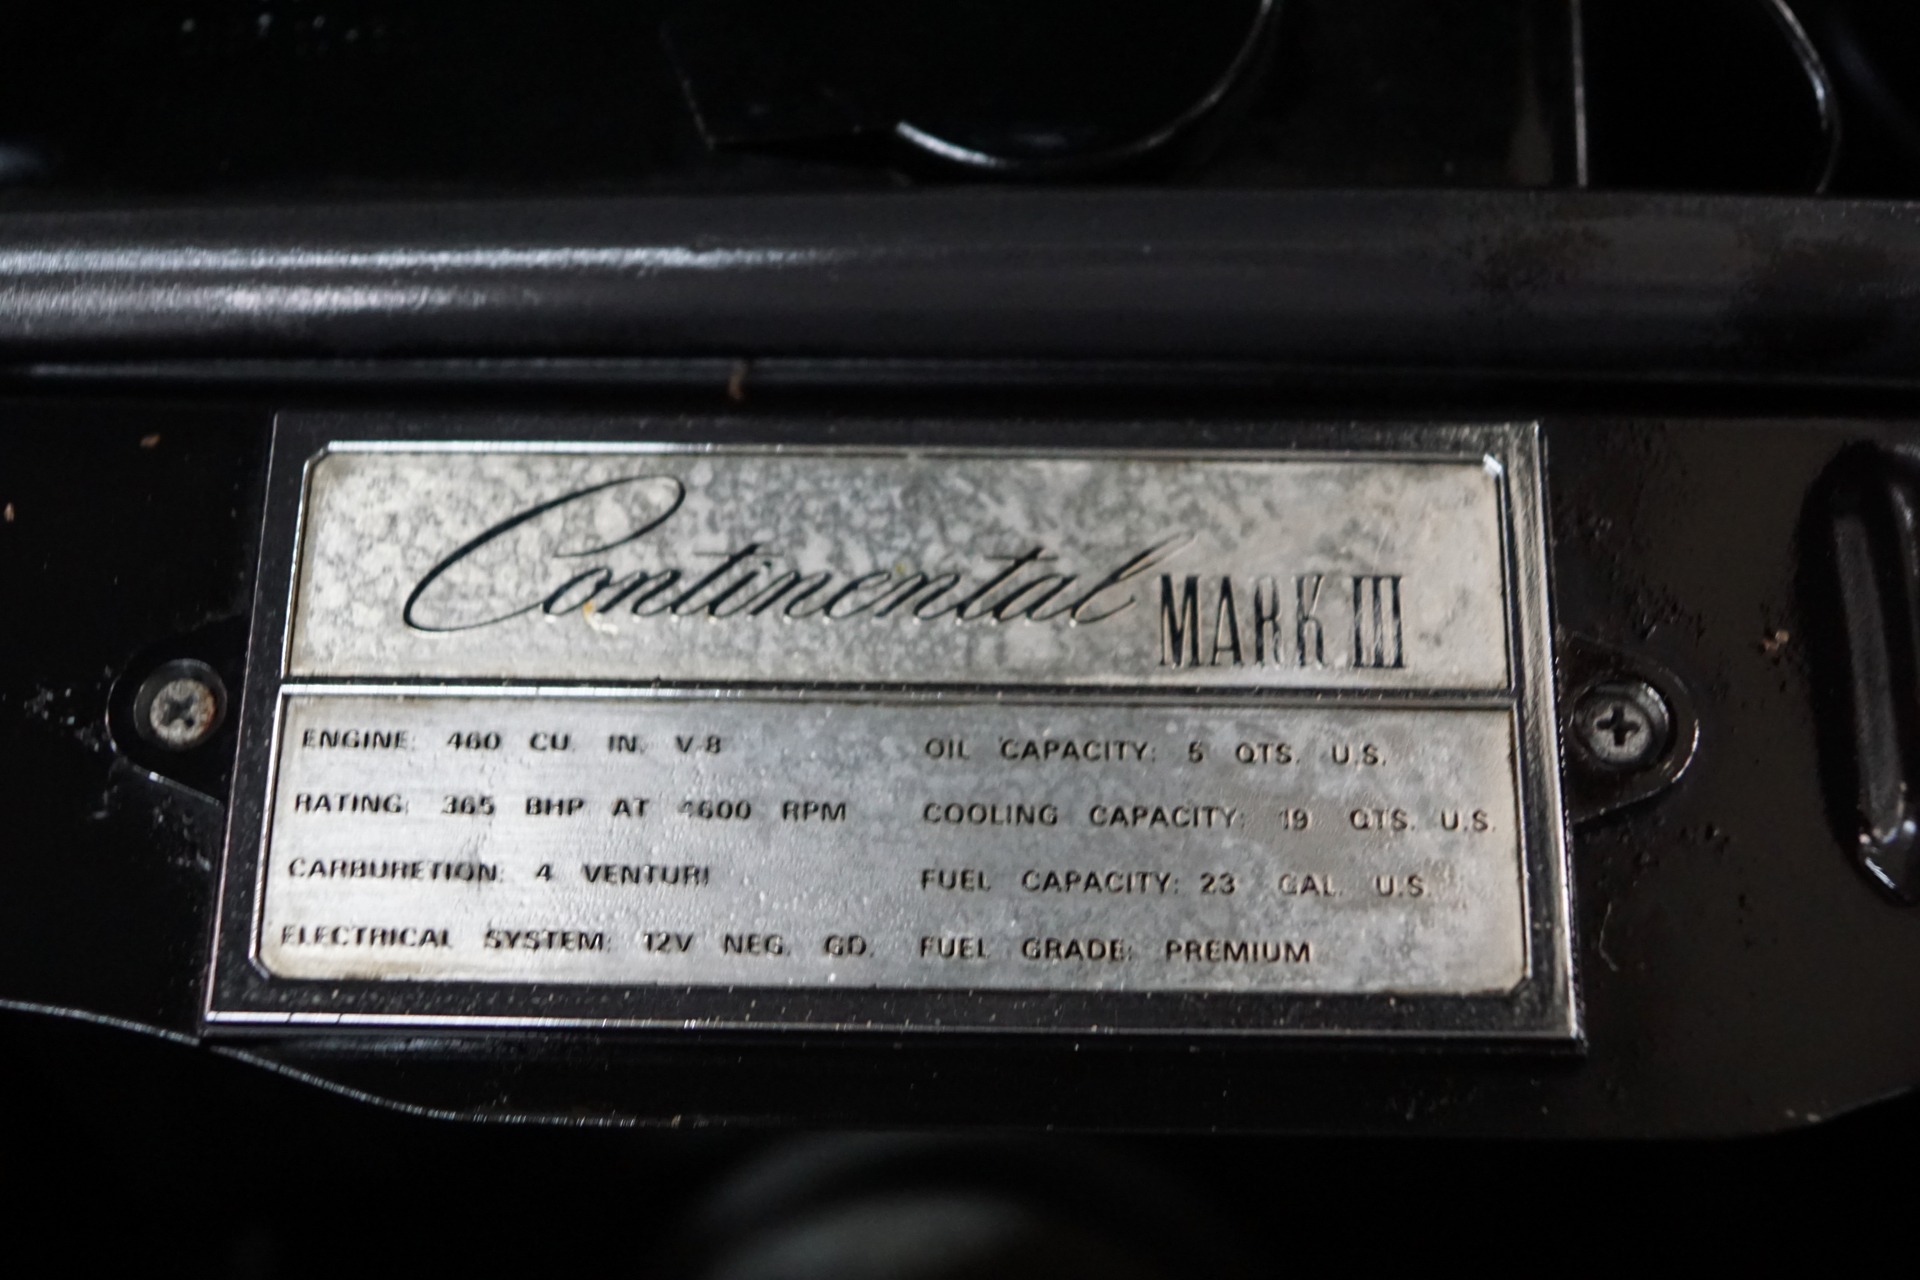 Continental MARK III
ENGINE: 460 CU. IN. V-8
RATING: 365 BHP AT 4600 RPM
CARBURETION: 4 VENTURI
ELECTRICAL SYSTEM: 12V NEG. GD.
OIL CAPACITY: 5 QTS. U.S.
COOLING CAPACITY: 19 QTS. U.S.
FUEL CAPACITY: 23 GAL. U.S.
FUEL GRADE: PREMIUM